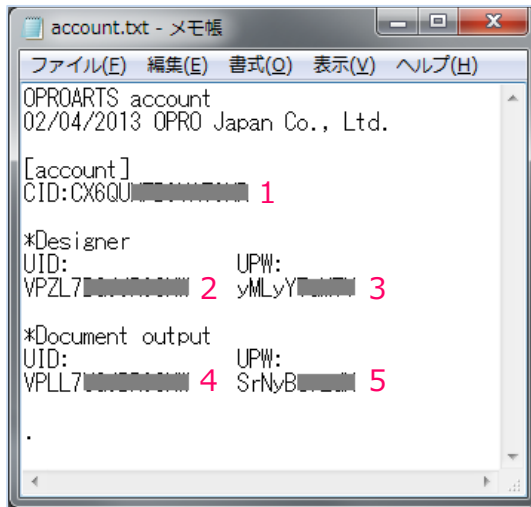 account.txt - メモ帳
ファイル(F) 編集(E) 書式(O) 表示(V) ヘルプ(H)
OPROARTS account
02/04/2013 OPRO Japan Co., Ltd.
[account]
CID:CX6QU 1
*Designer
UID: UPW:
VPZL7 2 yMLyY 3
*Document output
UID: UPW:
VPLL7 4 SrNyB 5
.